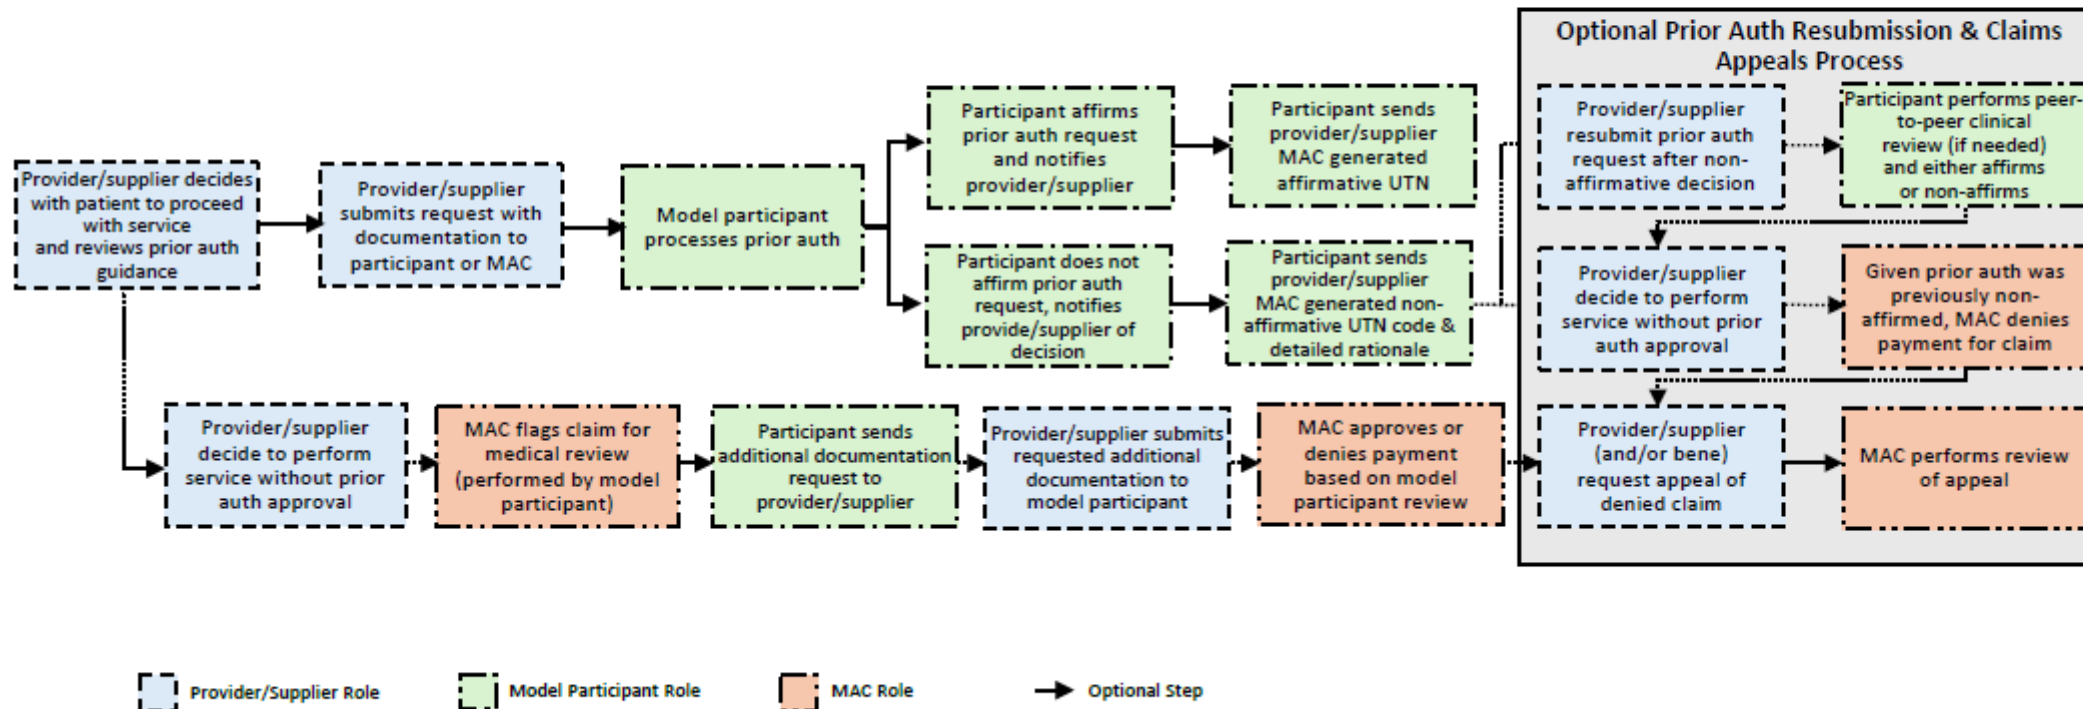 Optional Prior Auth Resubmission & Claims
Appeals Process
Provider/supplier decides
with patient to proceed
with service
and reviews prior auth
guidance
Provider/supplier
submits request with
documentation to
participant or MAC
Model participant
processes prior auth
Participant affirms
prior auth request
and notifies
provider/supplier
Participant sends
provider/supplier
MAC generated
affirmative UTN
Participant does not
affirm prior auth
request, notifies
provide/supplier of
decision
Participant sends
provider/supplier
MAC generated non-
affirmative UTN code &
detailed rationale
Provider/supplier
resubmit prior auth
request after non-
affirmative decision
Participant performs peer-
to-peer clinical
review (if needed)
and either affirms
or non-affirms
Provider/supplier
decide to perform
service without prior
auth approval
Given prior auth was
previously non-
affirmed, MAC denies
payment for claim
Provider/supplier
decide to perform
service without prior
auth approval
MAC flags claim for
medical review
(performed by model
participant)
Participant sends
additional documentation
request to
provider/supplier
Provider/supplier submits
requested additional
documentation to
model participant
MAC approves or
denies payment
based on model
participant review
Provider/supplier
(and/or bene)
request appeal of
denied claim
MAC performs review
of appeal
Provider/Supplier Role
Model Participant Role
MAC Role
Optional Step